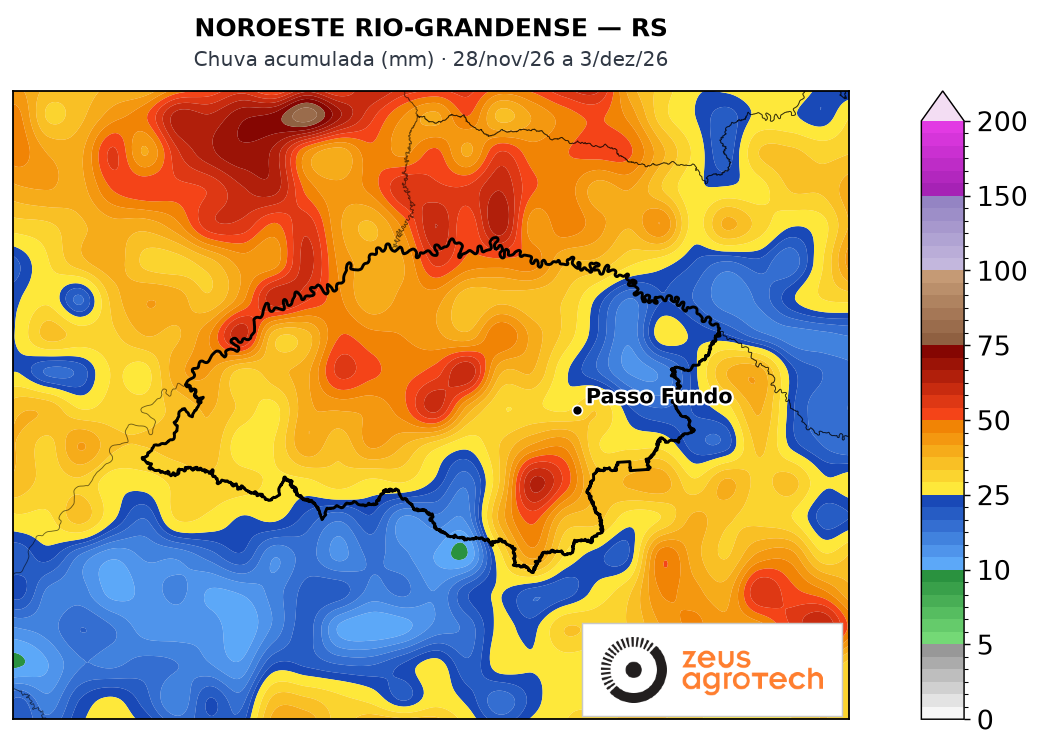 NOROESTE RIO-GRANDENSE — RS
Chuva acumulada (mm) · 28/nov/26 a 3/dez/26
200
150
100
75
50
25
10
5
0
Passo Fundo
zeus
agroTech